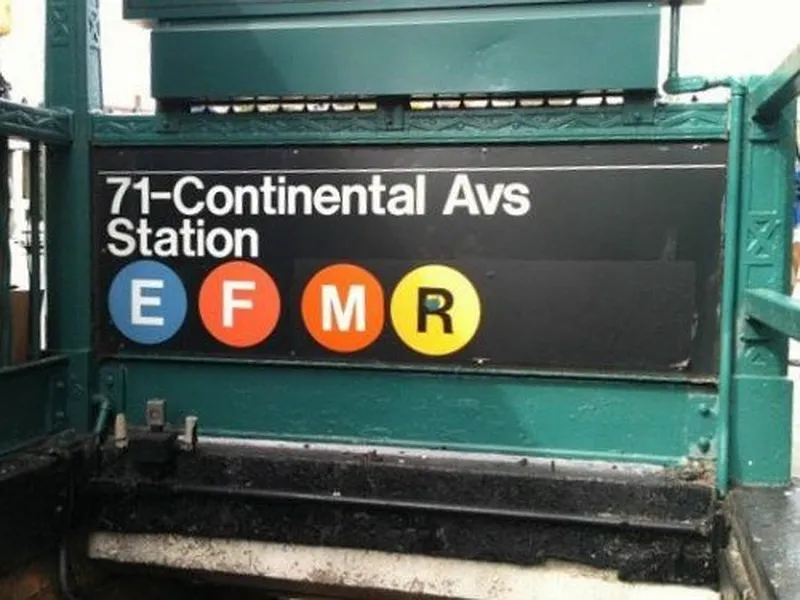 71-Continental Avs
Station
E F M R